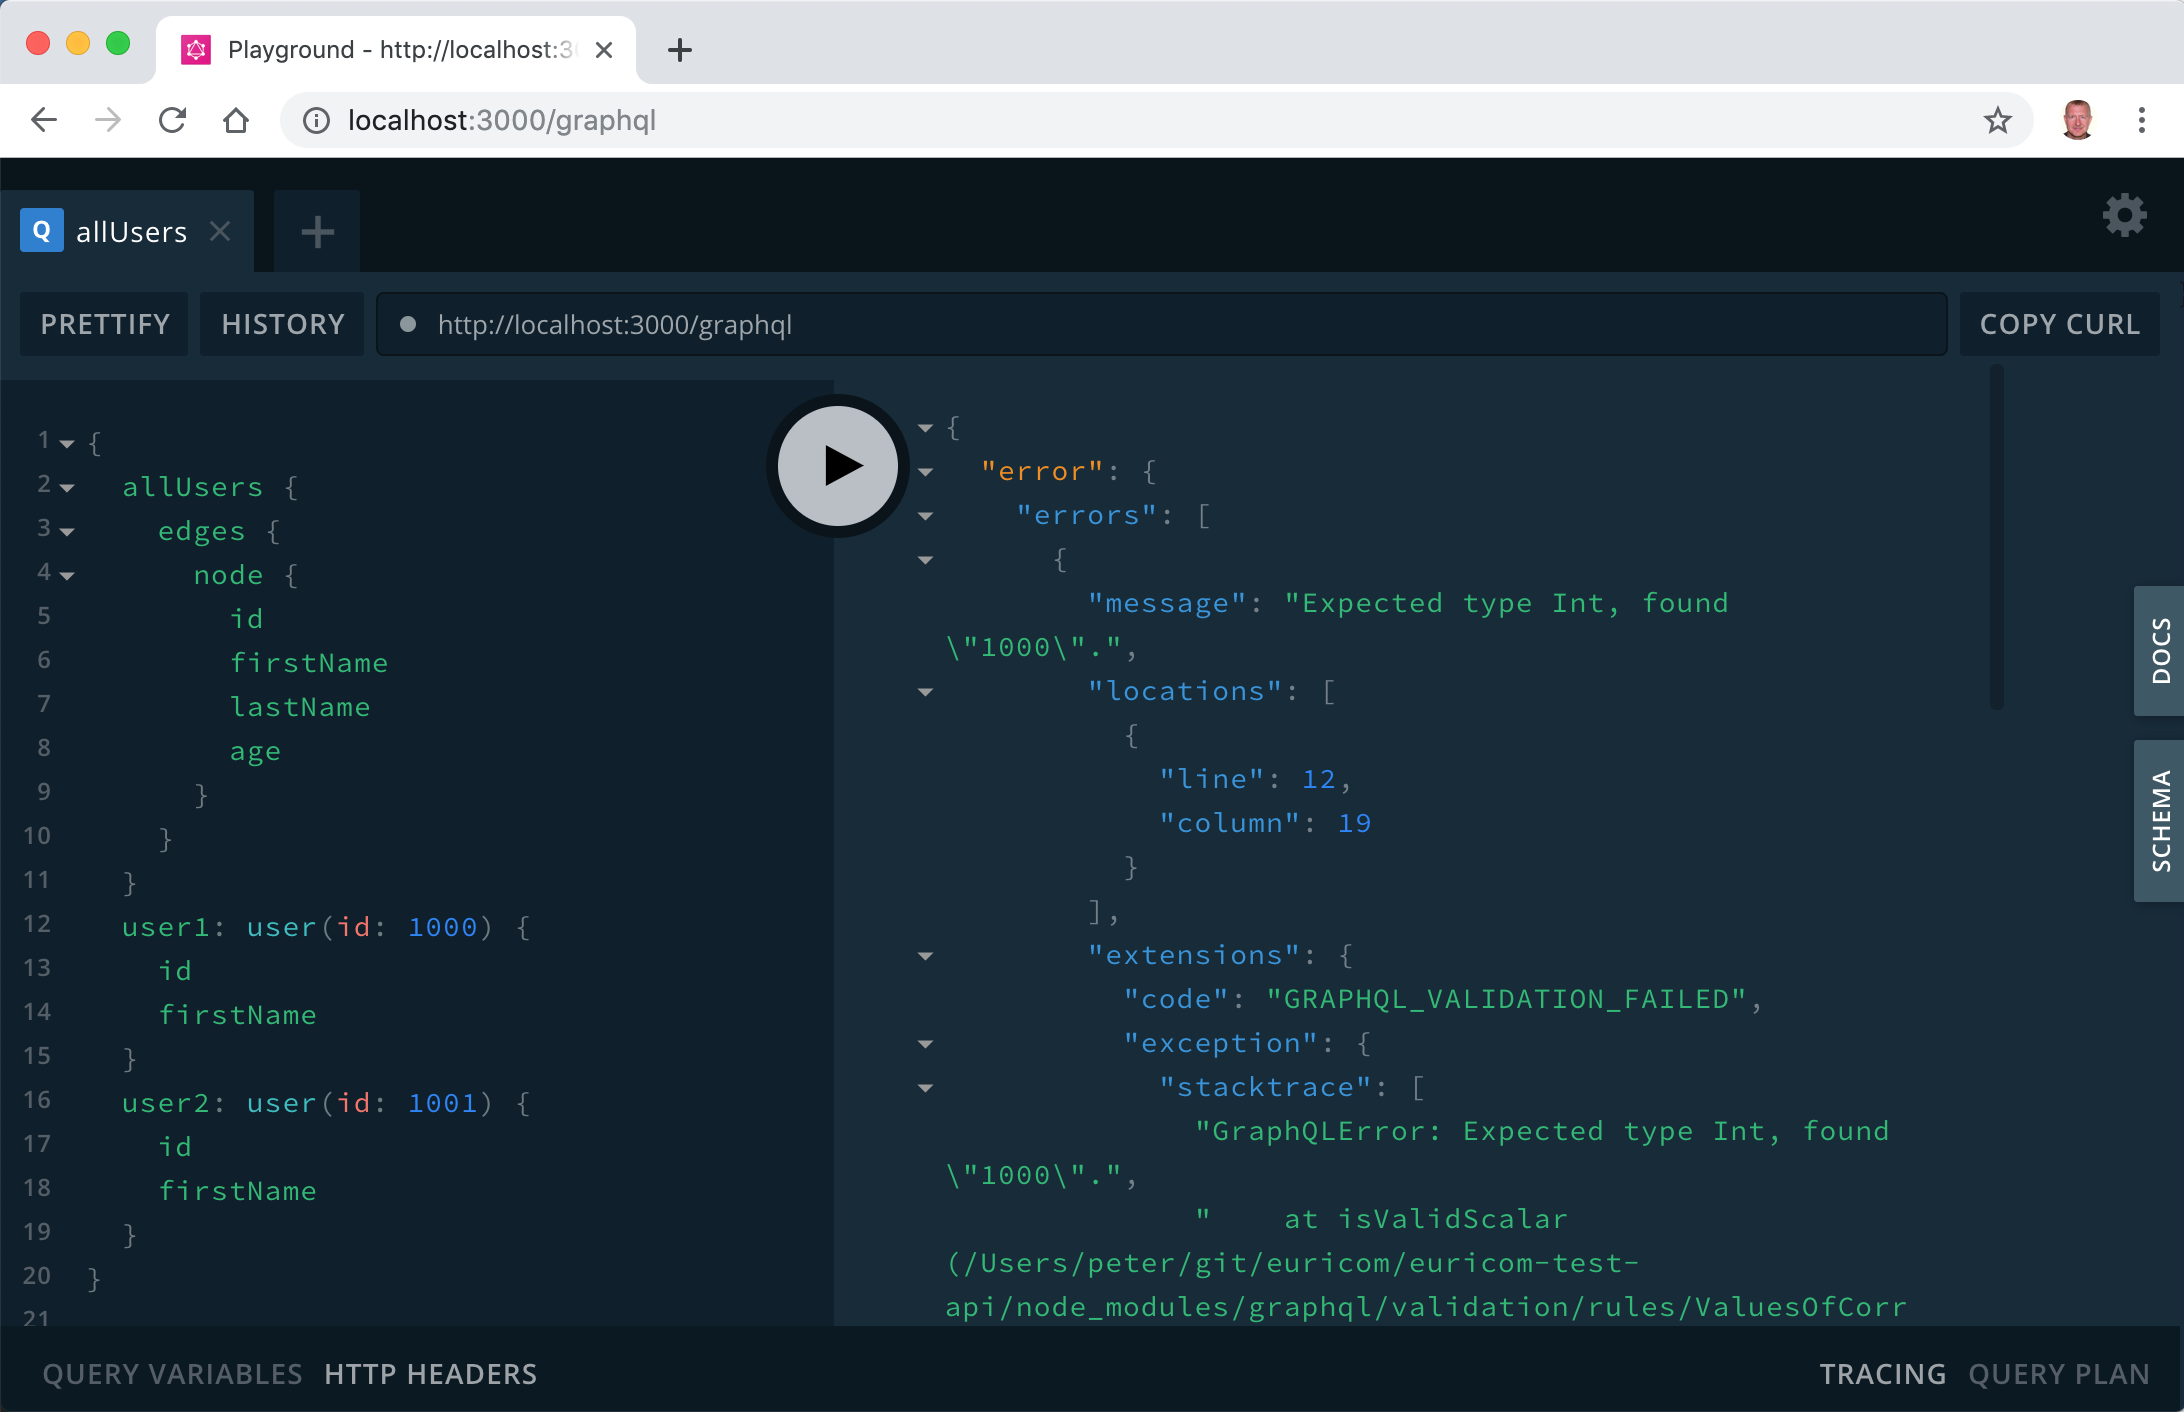 Playground - http://localhost:3
localhost:3000/graphql
Q allUsers
PRETTIFY HISTORY http://localhost:3000/graphql COPY CURL
1 {
2 allUsers {
3 edges {
4 node {
5 id
6 firstName
7 lastName
8 age
9 }
10 }
11 }
12 user1: user(id: 1000) {
13 id
14 firstName
15 }
16 user2: user(id: 1001) {
17 id
18 firstName
19 }
20 }
21
{
"error": {
"errors": [
{
"message": "Expected type Int, found
\"1000\".",
"locations": [
{
"line": 12,
"column": 19
}
],
"extensions": {
"code": "GRAPHQL_VALIDATION_FAILED",
"exception": {
"stacktrace": [
"GraphQLError: Expected type Int, found
\"1000\".",
"    at isValidScalar
(/Users/peter/git/euricom/euricom-test-
api/node_modules/graphql/validation/rules/ValuesOfCorr
DOCS
SCHEMA
QUERY VARIABLES HTTP HEADERS
TRACING QUERY PLAN